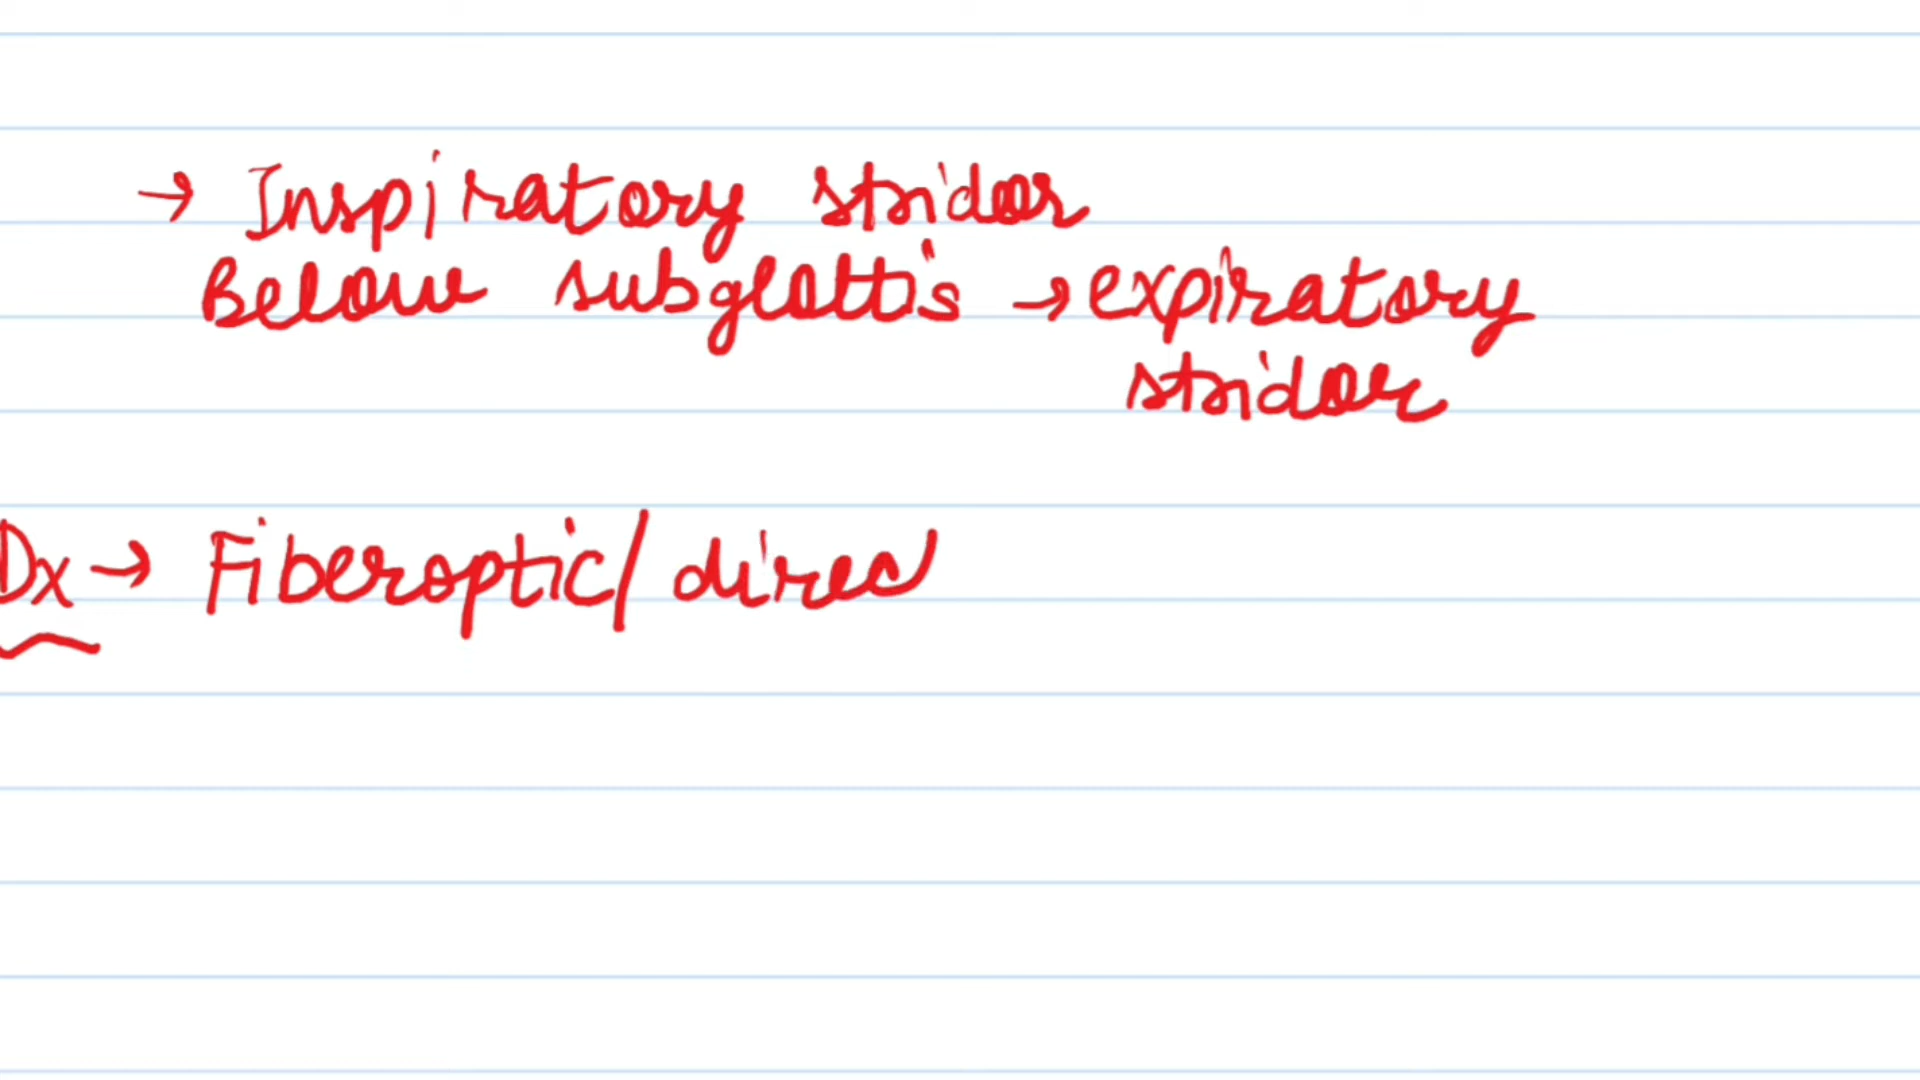 → Inspiratory stridor
Below subglottis → expiratory
stridor
Dx → Fiberoptic/direc